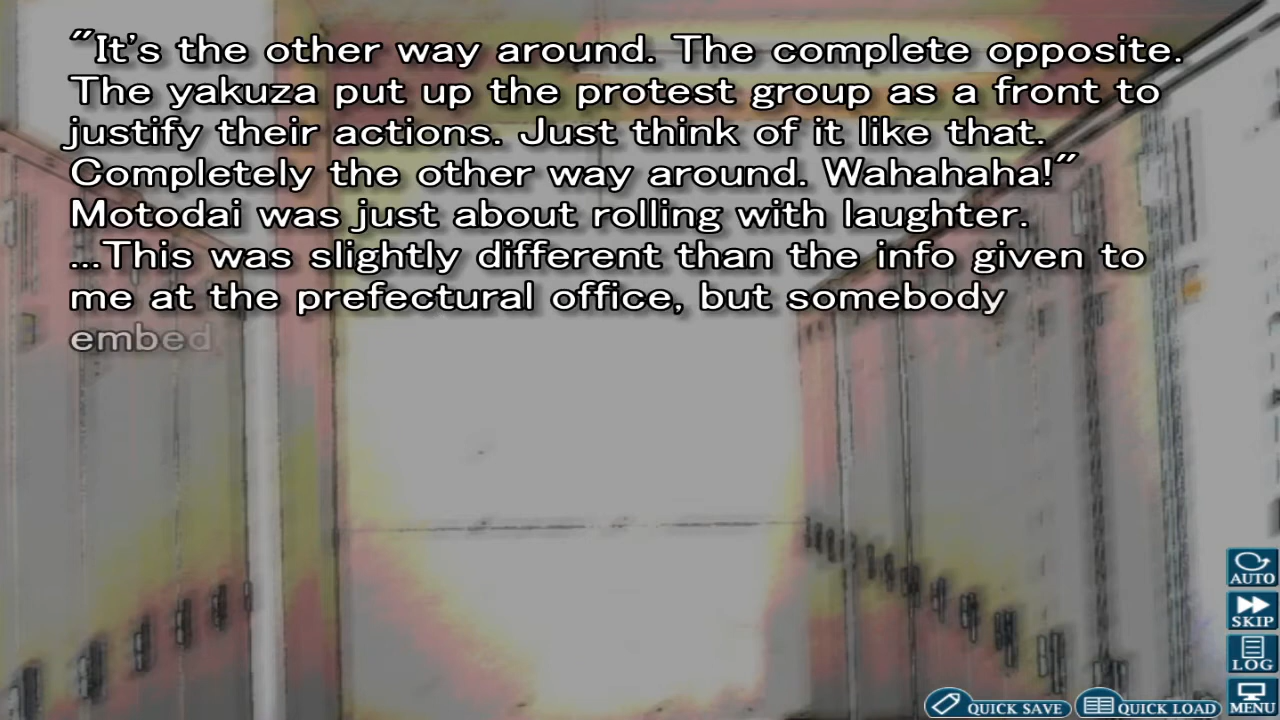 "It's the other way around. The complete opposite.
The yakuza put up the protest group as a front to
justify their actions. Just think of it like that.
Completely the other way around. Wahahaha!"
Motodai was just about rolling with laughter.
...This was slightly different than the info given to
me at the prefectural office, but somebody
embed
AUTO
SKIP
LOG
MENU
QUICK SAVE
QUICK LOAD